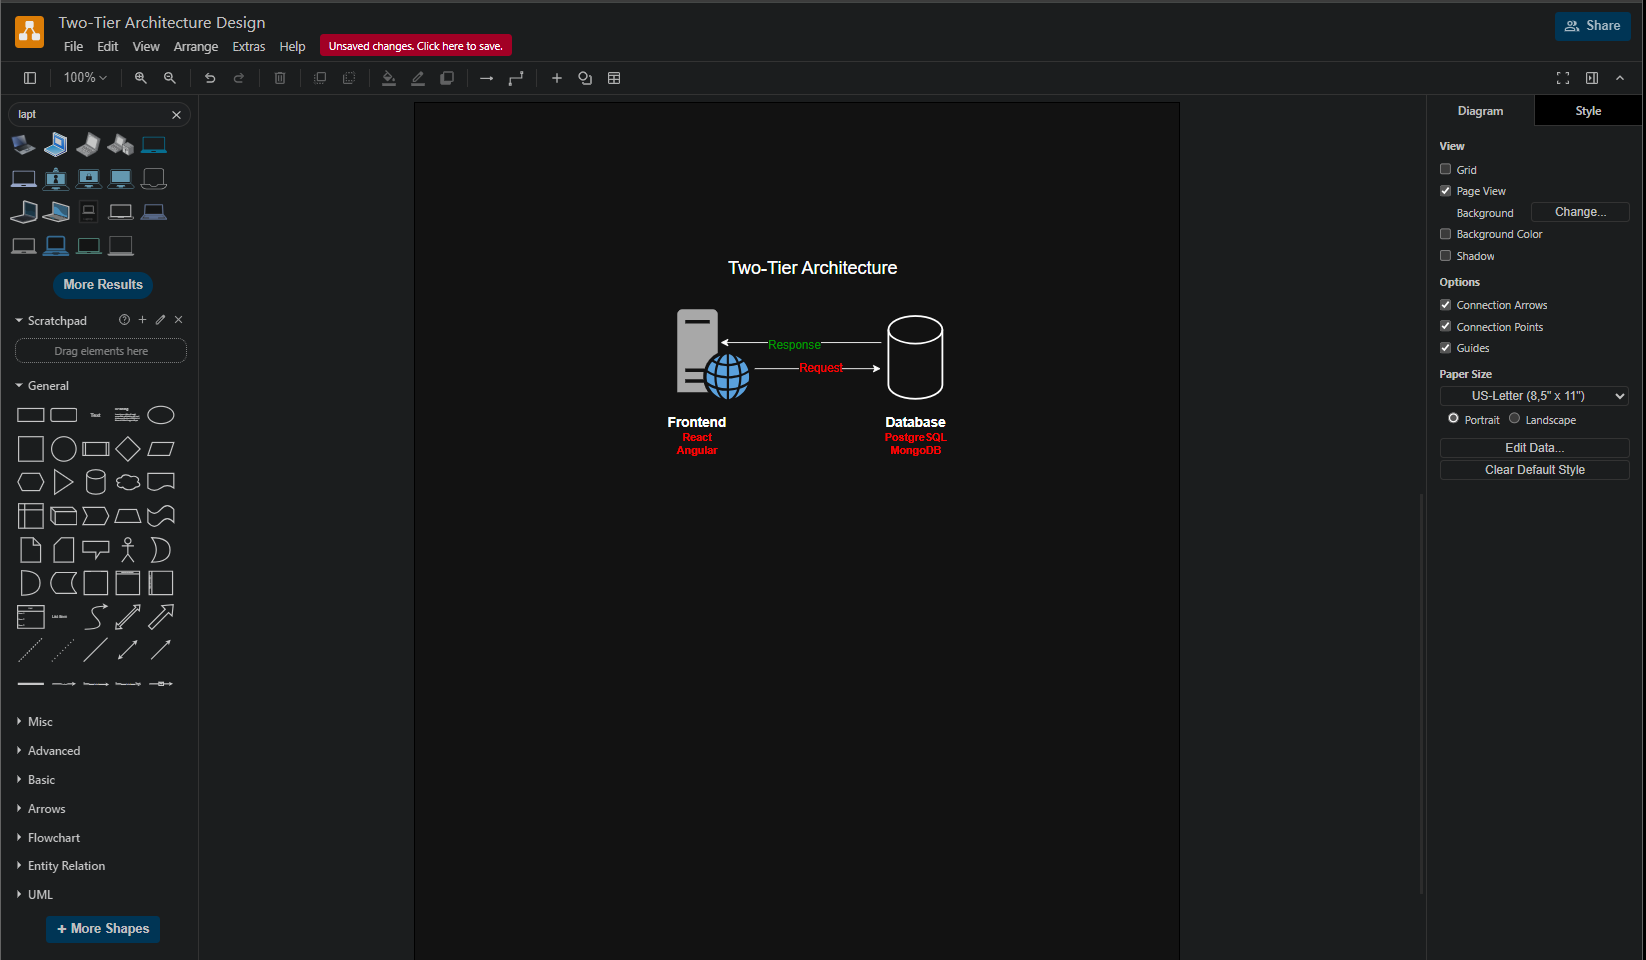 Two-Tier Architecture Design
File Edit View Arrange Extras Help Unsaved changes. Click here to save.
Share
100%
lapt
More Results
Scratchpad
Drag elements here
General
Text
List Item
Misc
Advanced
Basic
Arrows
Flowchart
Entity Relation
UML
+ More Shapes
Two-Tier Architecture
Response
Request
Frontend
React
Angular
Database
PostgreSQL
MongoDB
Diagram Style
View
Grid
Page View
Background Change...
Background Color
Shadow
Options
Connection Arrows
Connection Points
Guides
Paper Size
US-Letter (8,5" x 11")
Portrait Landscape
Edit Data...
Clear Default Style